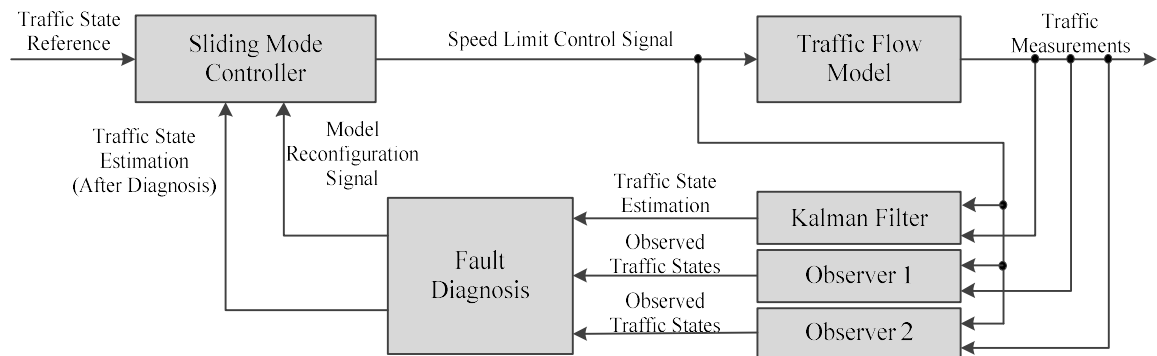 Traffic State
Reference
Sliding Mode
Controller
Speed Limit Control Signal
Traffic Flow
Model
Traffic
Measurements
Traffic State
Estimation
(After Diagnosis)
Model
Reconfiguration
Signal
Fault
Diagnosis
Traffic State
Estimation
Kalman Filter
Observed
Traffic States
Observer 1
Observed
Traffic States
Observer 2